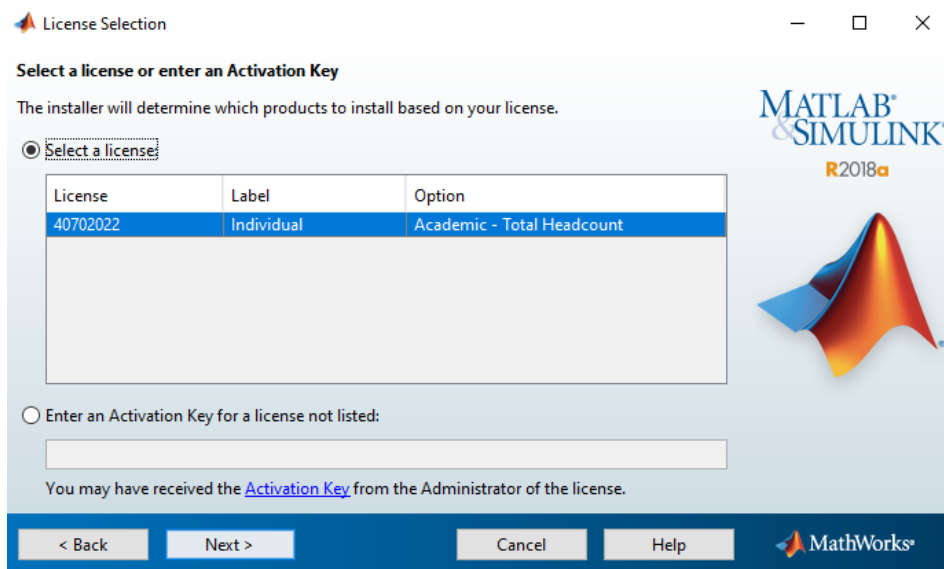 License Selection
Select a license or enter an Activation Key
The installer will determine which products to install based on your license.
MATLAB®
&SIMULINK®
R2018a
Select a license:
License Label Option
40702022 Individual Academic - Total Headcount
Enter an Activation Key for a license not listed:
You may have received the Activation Key from the Administrator of the license.
< Back Next > Cancel Help MathWorks®